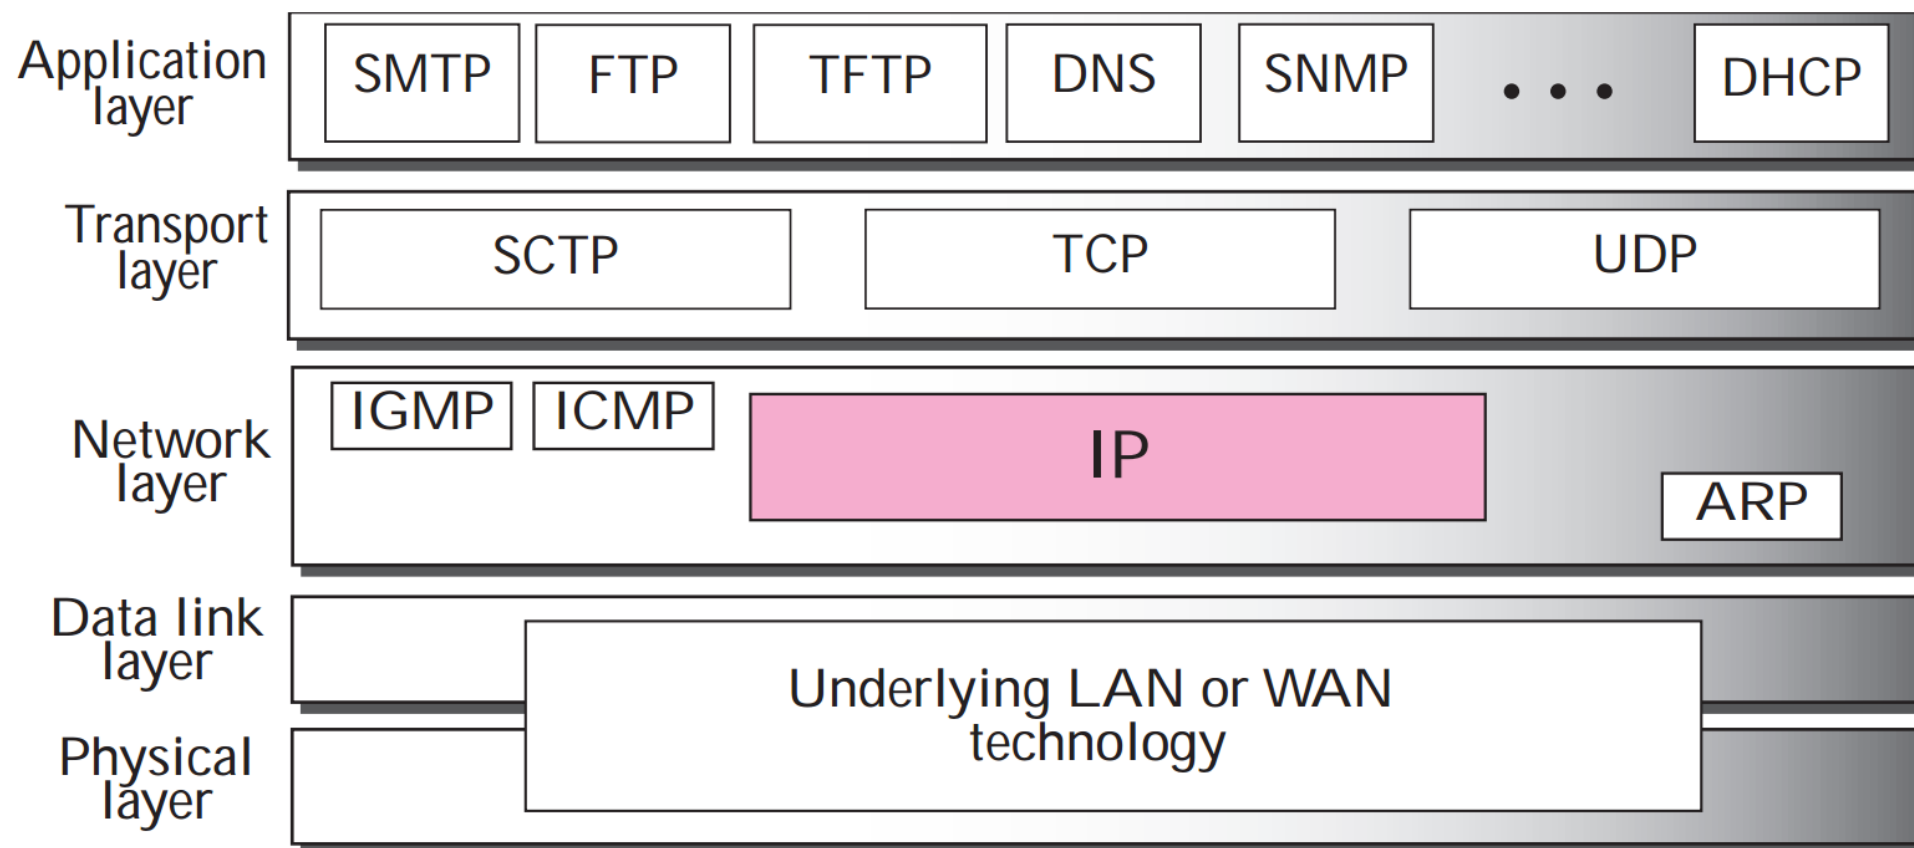 Application
layer
SMTP
FTP
TFTP
DNS
SNMP
• • •
DHCP
Transport
layer
SCTP
TCP
UDP
Network
layer
IGMP
ICMP
IP
ARP
Data link
layer
Underlying LAN or WAN
technology
Physical
layer